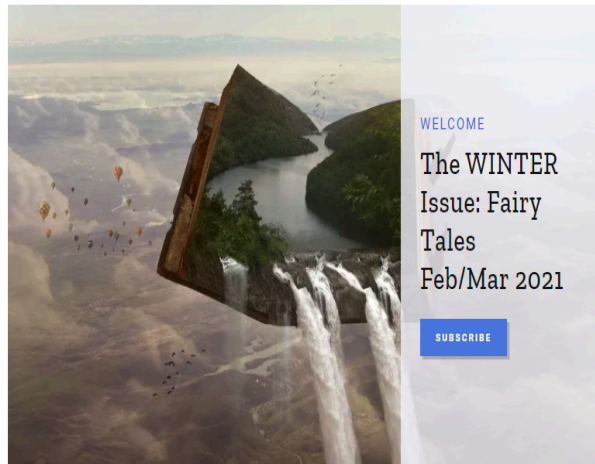 WELCOME
The WINTER
Issue: Fairy
Tales
Feb/Mar 2021
SUBSCRIBE